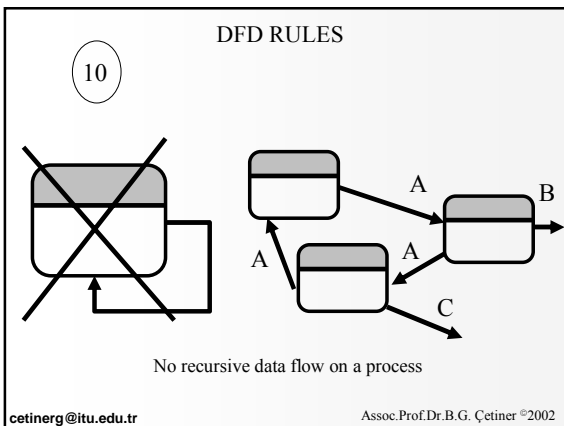 DFD RULES
10
A
B
A
A
C
No recursive data flow on a process
cetinerg@itu.edu.tr
Assoc.Prof.Dr.B.G. Çetiner ©2002